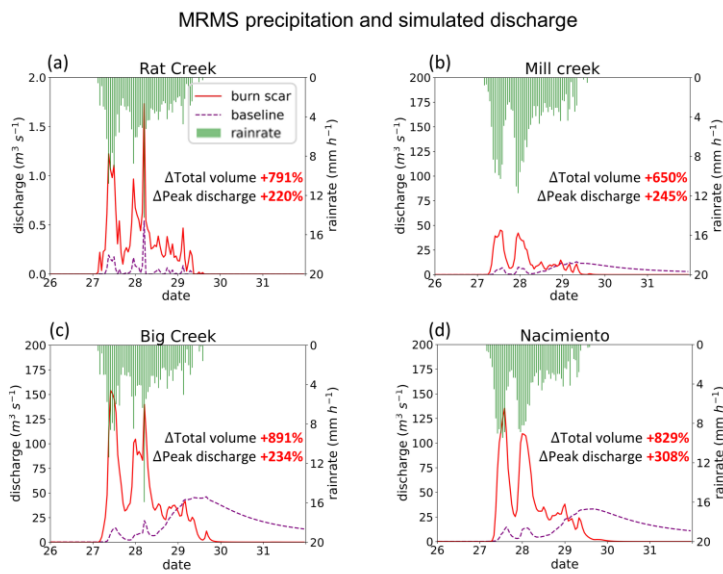 MRMS precipitation and simulated discharge
(a)
Rat Creek
2.0
1.5
1.0
0.5
0.0
discharge (m³ s⁻¹)
burn scar
baseline
rainrate
ΔTotal volume +791%
ΔPeak discharge +220%
0
4
8
12
16
20
rainrate (mm h⁻¹)
26 27 28 29 30 31
date
(b)
Mill creek
200
175
150
125
100
75
50
25
0
discharge (m³ s⁻¹)
ΔTotal volume +650%
ΔPeak discharge +245%
0
4
8
12
16
20
rainrate (mm h⁻¹)
26 27 28 29 30 31
date
(c)
Big Creek
200
175
150
125
100
75
50
25
0
discharge (m³ s⁻¹)
ΔTotal volume +891%
ΔPeak discharge +234%
0
4
8
12
16
20
rainrate (mm h⁻¹)
26 27 28 29 30 31
date
(d)
Nacimiento
200
175
150
125
100
75
50
25
0
discharge (m³ s⁻¹)
ΔTotal volume +829%
ΔPeak discharge +308%
0
4
8
12
16
20
rainrate (mm h⁻¹)
26 27 28 29 30 31
date